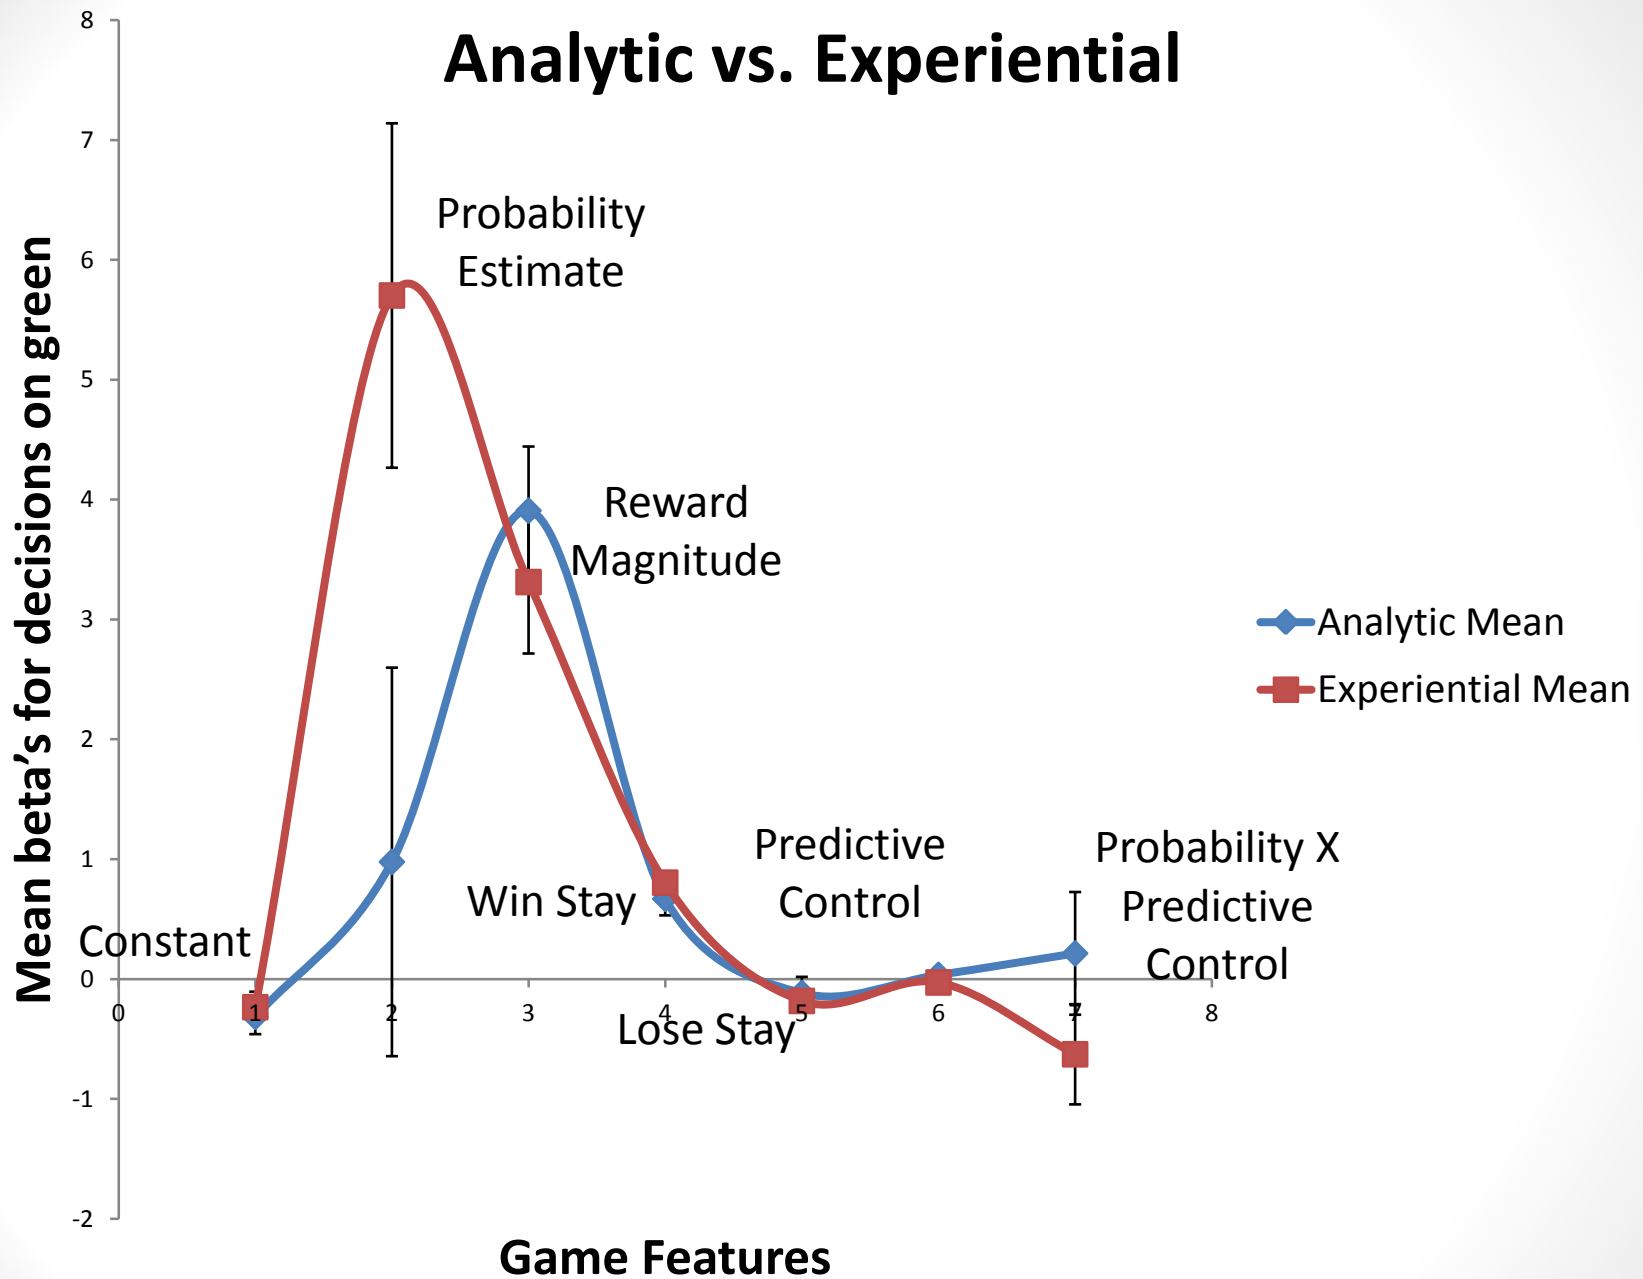 Analytic vs. Experiential
Mean beta's for decisions on green
8
7
6
5
4
3
2
1
0
-1
-2
Probability
Estimate
Reward
Magnitude
Analytic Mean
Experiential Mean
Predictive
Control
Probability X
Predictive
Control
Win Stay
Constant
0 1 2 3 4 5 6 7 8
Lose Stay
Game Features